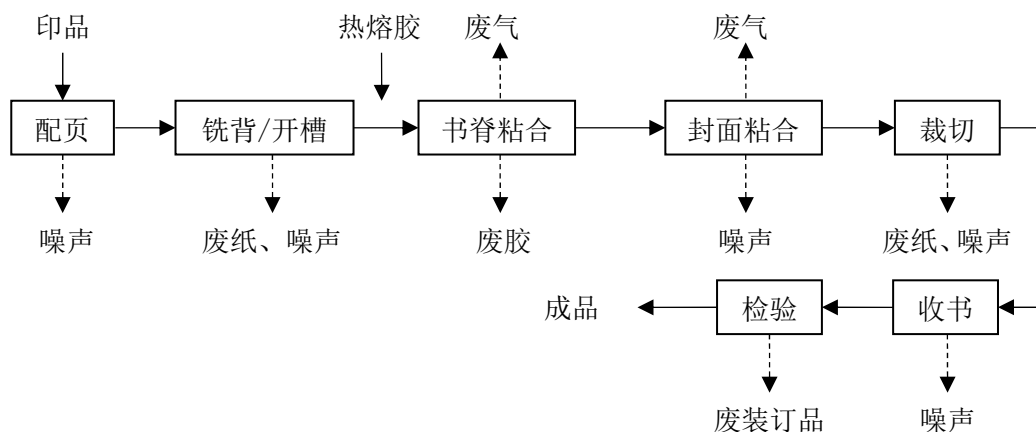 印品 热熔胶 废气 废气
配页 铣背/开槽 书脊粘合 封面粘合 裁切
噪声 废纸、噪声 废胶 噪声 废纸、噪声
成品 检验 收书
废装订品 噪声